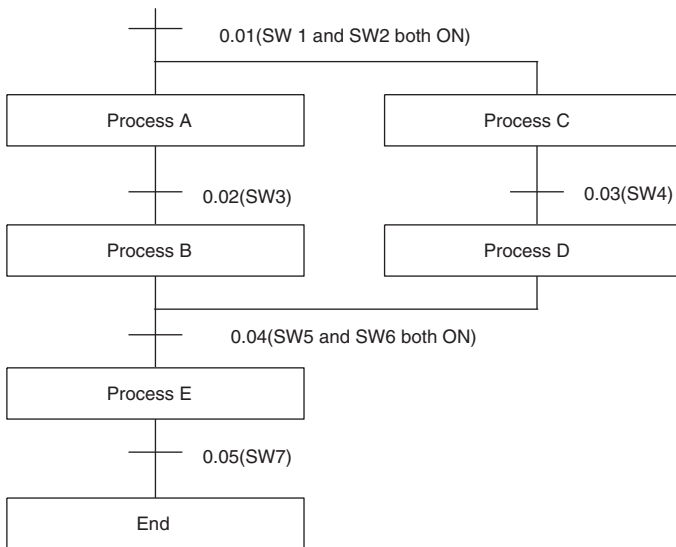 0.01(SW 1 and SW2 both ON)
Process A
Process C
0.02(SW3)
0.03(SW4)
Process B
Process D
0.04(SW5 and SW6 both ON)
Process E
0.05(SW7)
End